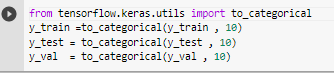 from tensorflow.keras.utils import to_categorical
y_train =to_categorical(y_train , 10)
y_test = to_categorical(y_test , 10)
y_val  = to_categorical(y_val , 10)